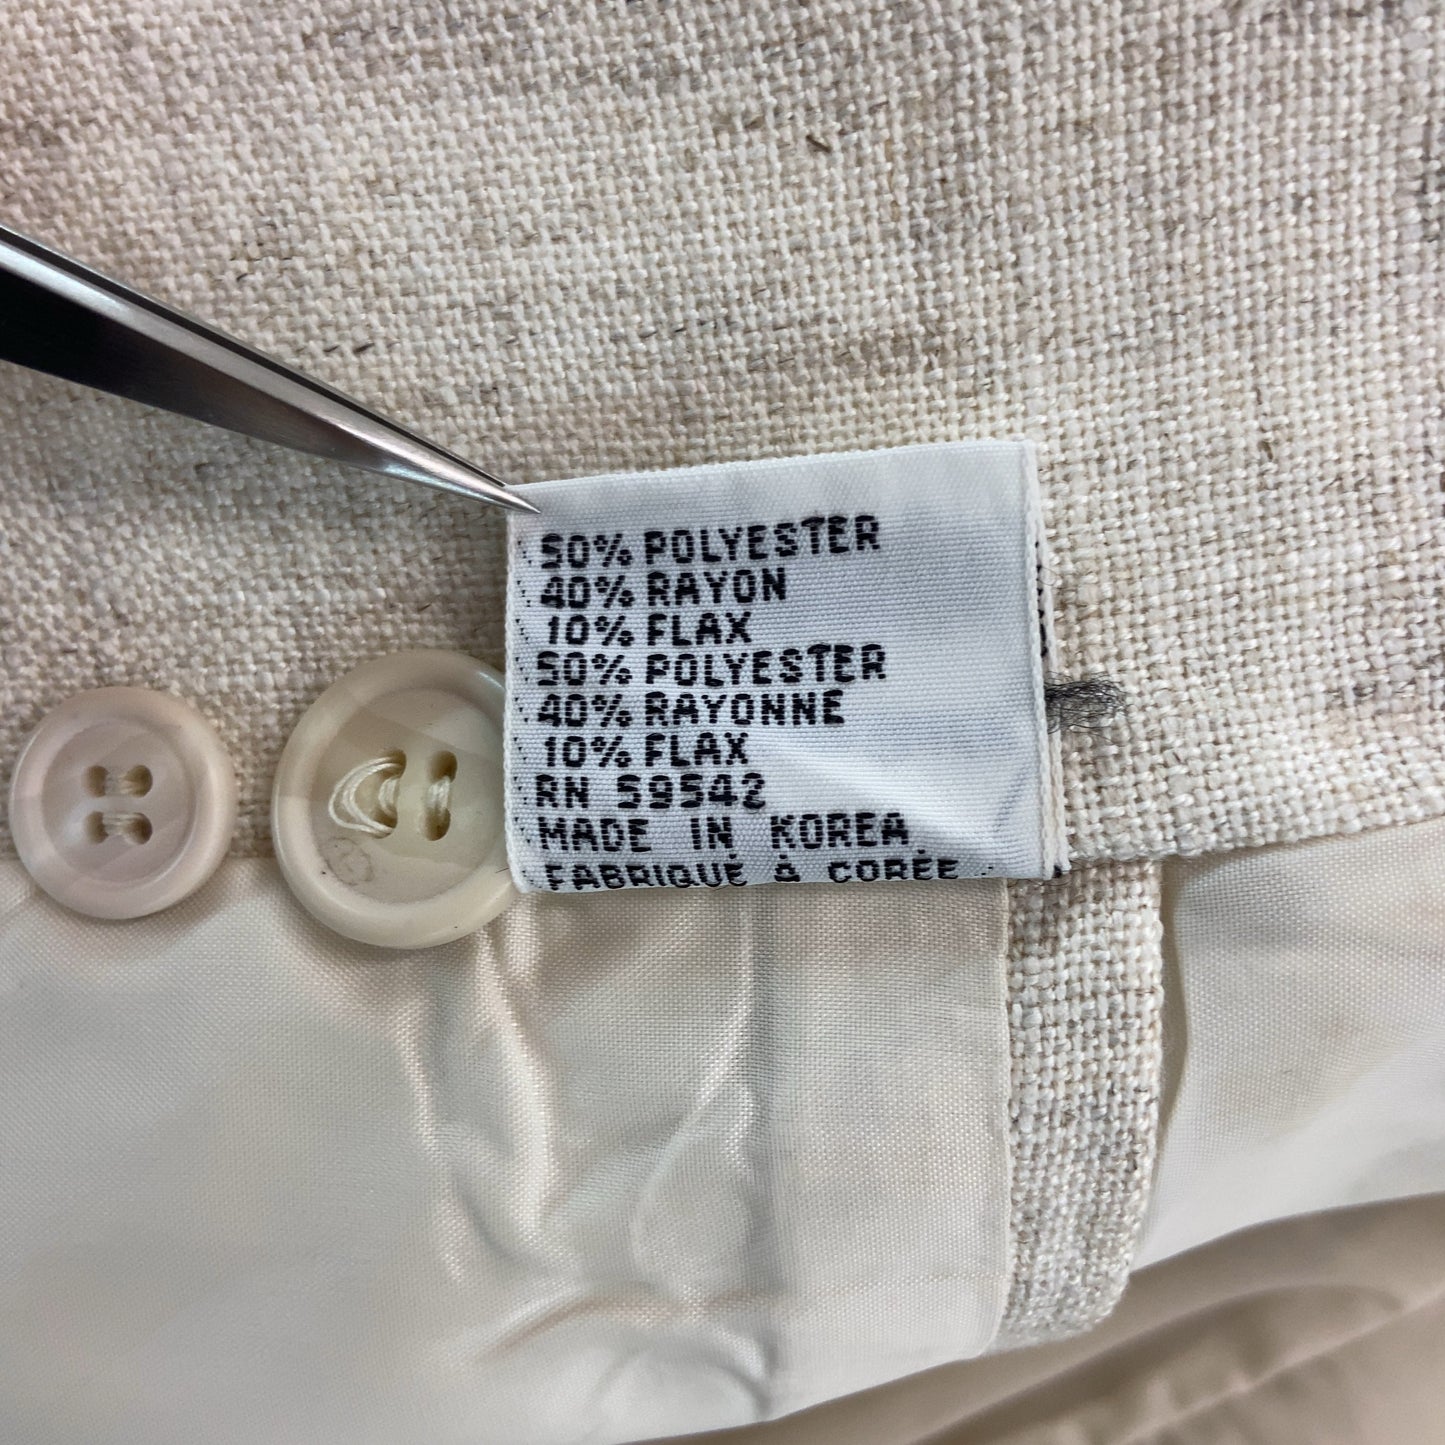 50% POLYESTER
40% RAYON
10% FLAX
50% POLYESTER
40% RAYONNE
10% FLAX
RN 59542
MADE IN KOREA
FABRIQUÉ À CORÉE